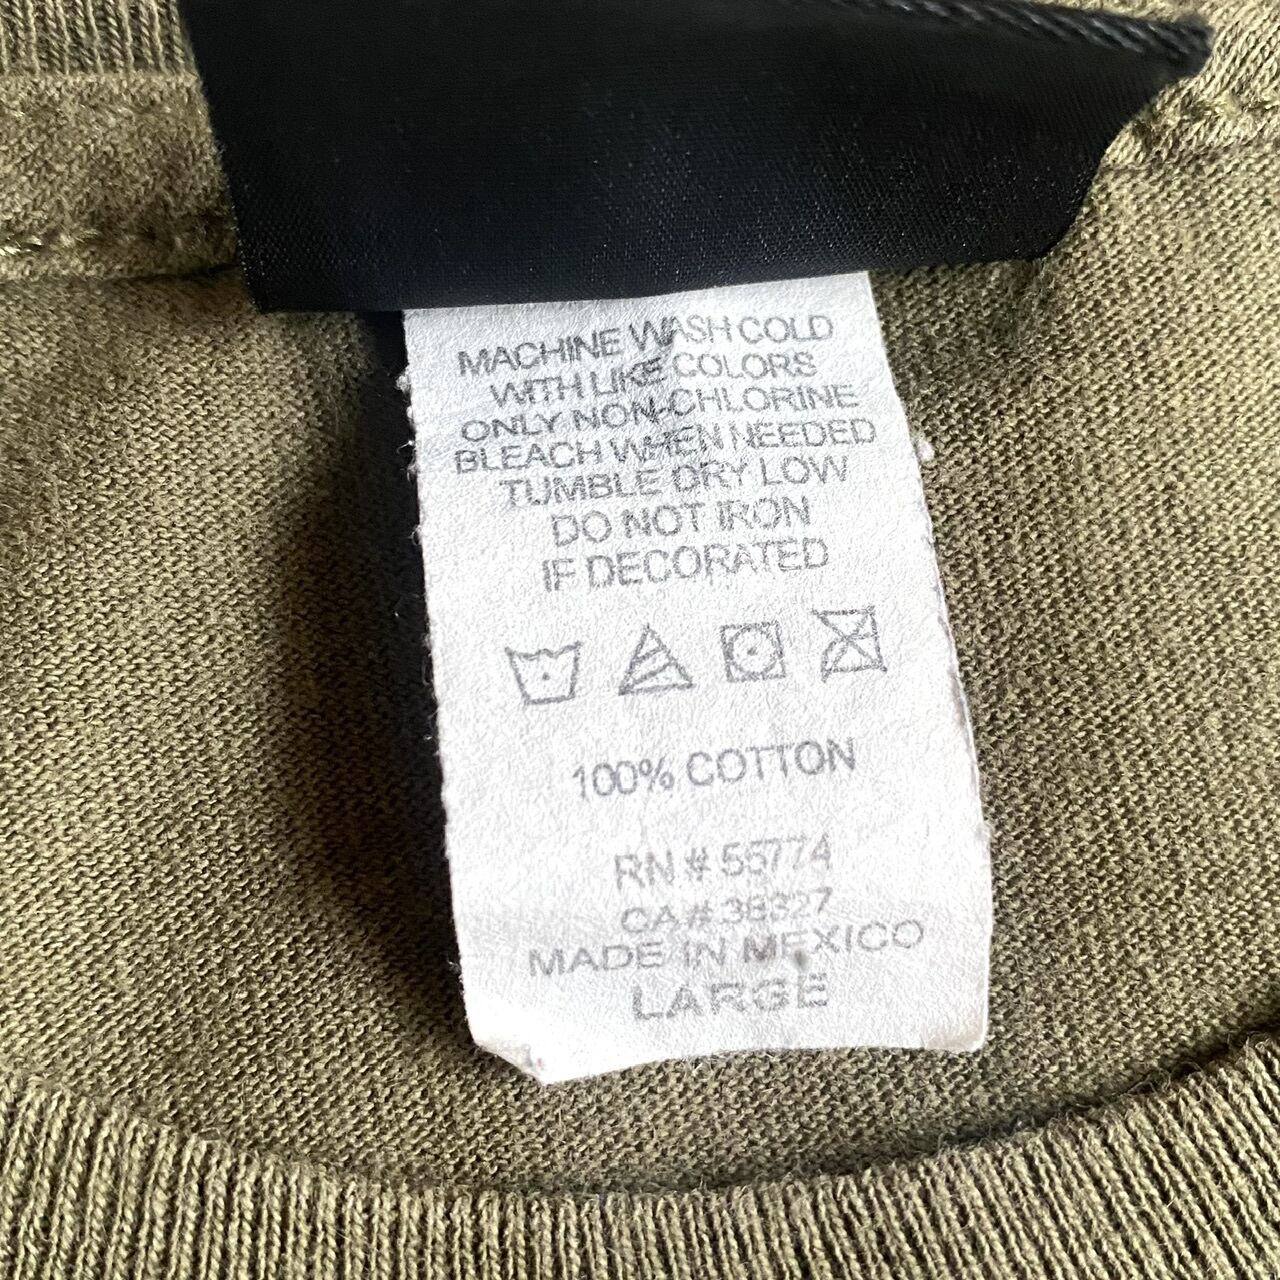 MACHINE WASH COLD
WITH LIKE COLORS
ONLY NON-CHLORINE
BLEACH WHEN NEEDED
TUMBLE DRY LOW
DO NOT IRON
IF DECORATED
100% COTTON
RN # 55774
CA # 38327
MADE IN MEXICO
LARGE